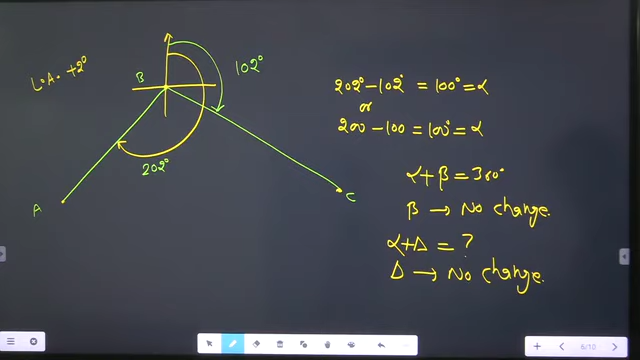 L.A. +2°
B
102°
202°
A
C
202° - 102° = 100° = α
or
200 - 100 = 100° = α
α + β = 360°
β → No change.
α + Δ = ?
Δ → No change.
6/10